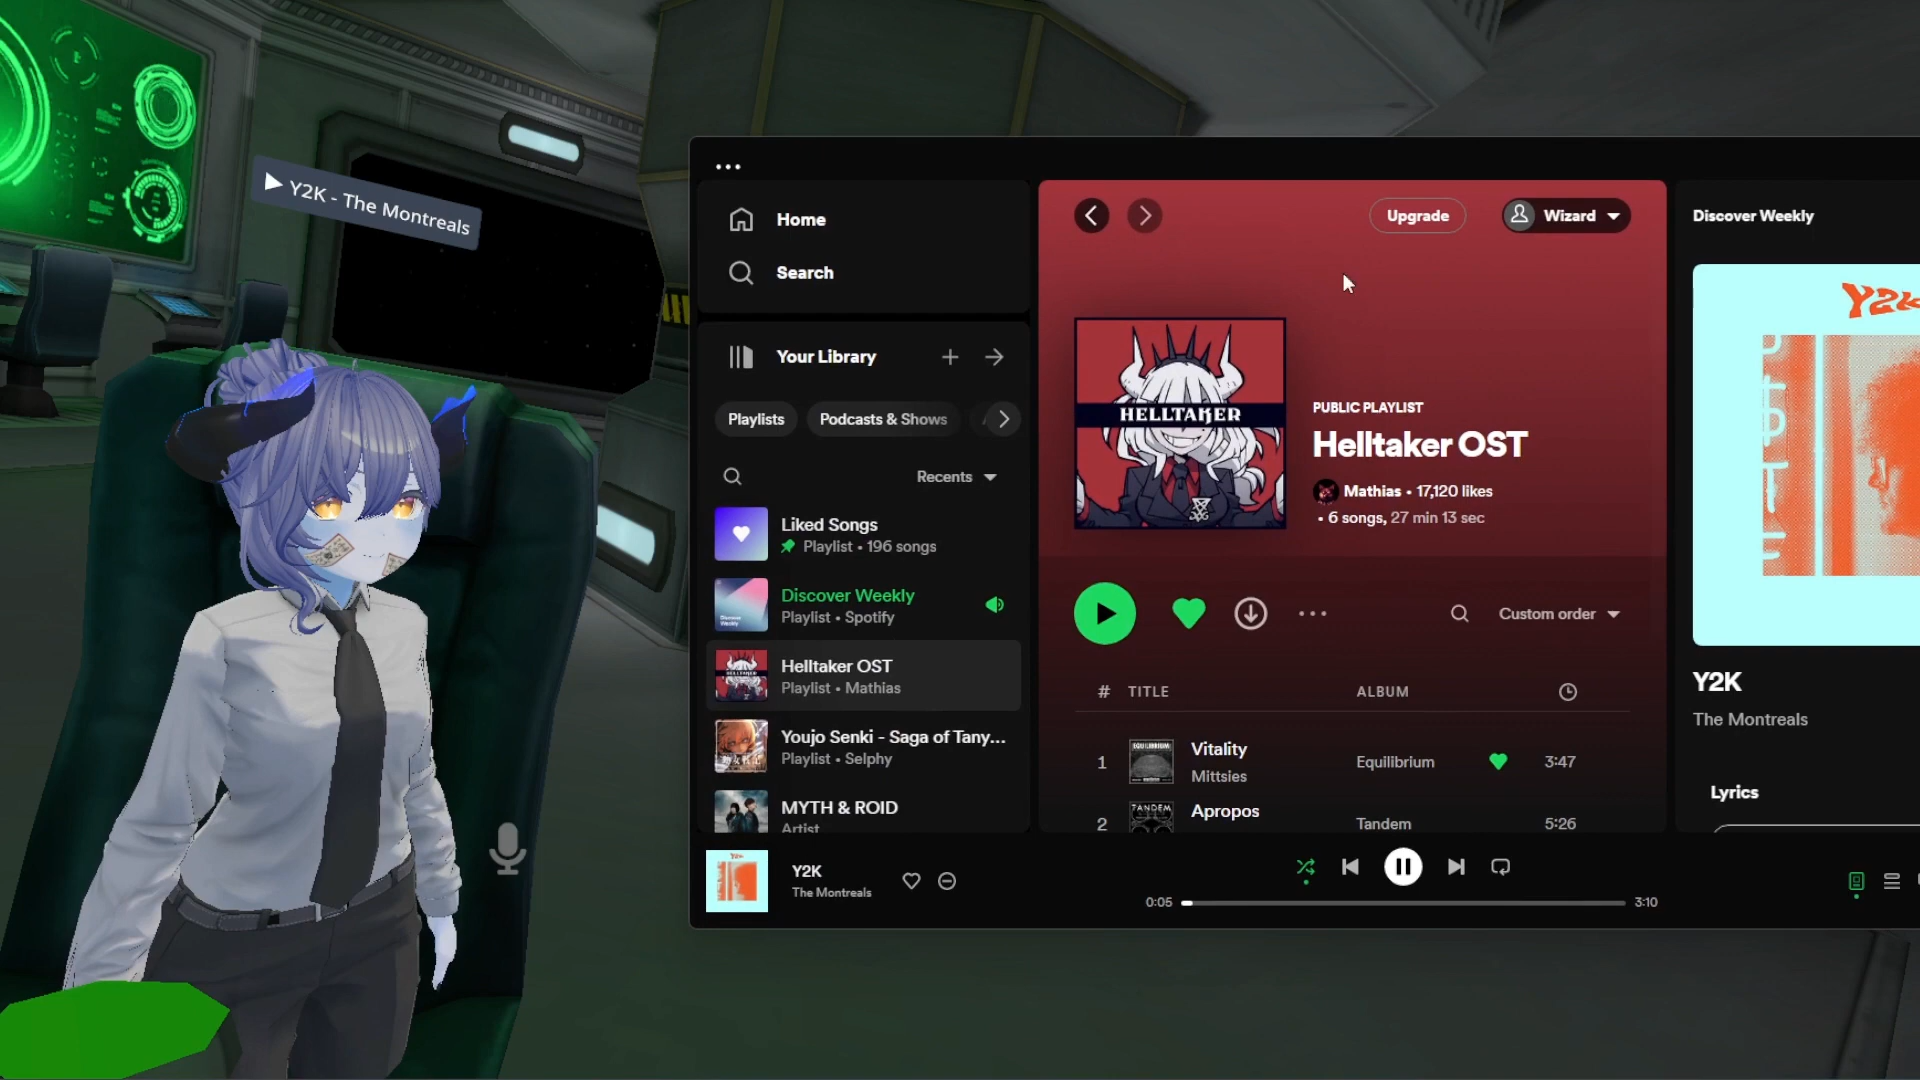 Y2K - The Montreals
Home
Search
Your Library
Playlists
Podcasts & Shows
Recents
Liked Songs
Playlist • 196 songs
Discover Weekly
Playlist • Spotify
Helltaker OST
Playlist • Mathias
Youjo Senki - Saga of Tany...
Playlist • Selphy
MYTH & ROID
Artist
Upgrade
Wizard
HELLTAKER
PUBLIC PLAYLIST
Helltaker OST
Mathias • 17,120 likes
• 6 songs, 27 min 13 sec
Custom order
# TITLE ALBUM
1 Vitality Equilibrium 3:47
EQUILIBRIUM
Mittsies
2 Apropos Tandem 5:26
TANDEM
Discover Weekly
Y2K
Y2K
The Montreals
Lyrics
Y2K
The Montreals
0:05
3:10